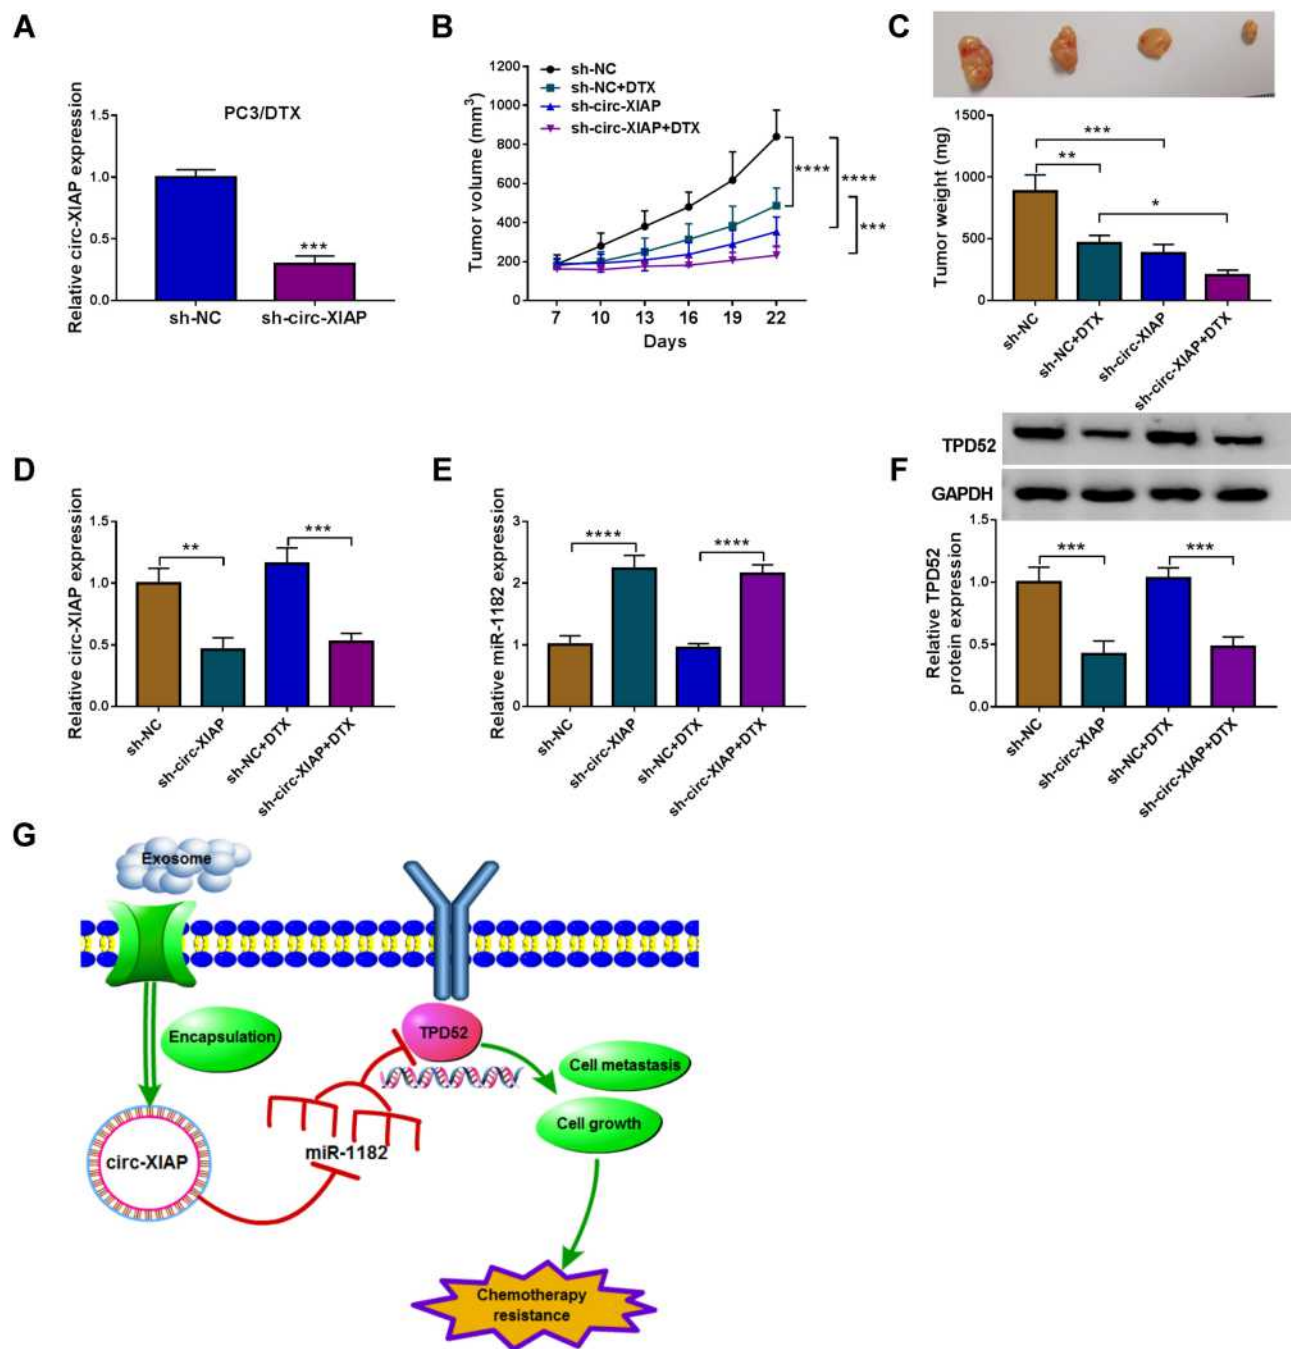 A
Relative circ-XIAP expression
PC3/DTX
1.5
1.0
0.5
0.0
***
sh-NC
sh-circ-XIAP
B
Tumor volume (mm³)
1200
1000
800
600
400
200
0
sh-NC
sh-NC+DTX
sh-circ-XIAP
sh-circ-XIAP+DTX
****
****
***
7 10 13 16 19 22
Days
C
Tumor weight (mg)
1500
1000
500
0
***
**
*
sh-NC
sh-NC+DTX
sh-circ-XIAP
sh-circ-XIAP+DTX
D
Relative circ-XIAP expression
1.5
1.0
0.5
0.0
**
***
sh-NC
sh-circ-XIAP
sh-NC+DTX
sh-circ-XIAP+DTX
E
Relative miR-1182 expression
3
2
1
0
****
****
sh-NC
sh-circ-XIAP
sh-NC+DTX
sh-circ-XIAP+DTX
F
TPD52
GAPDH
Relative TPD52
protein expression
1.5
1.0
0.5
0.0
***
***
sh-NC
sh-circ-XIAP
sh-NC+DTX
sh-circ-XIAP+DTX
G
Exosome
Encapsulation
circ-XIAP
miR-1182
TPD52
Cell metastasis
Cell growth
Chemotherapy
resistance